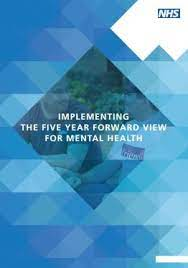 NHS
IMPLEMENTING
THE FIVE YEAR FORWARD VIEW
FOR MENTAL HEALTH